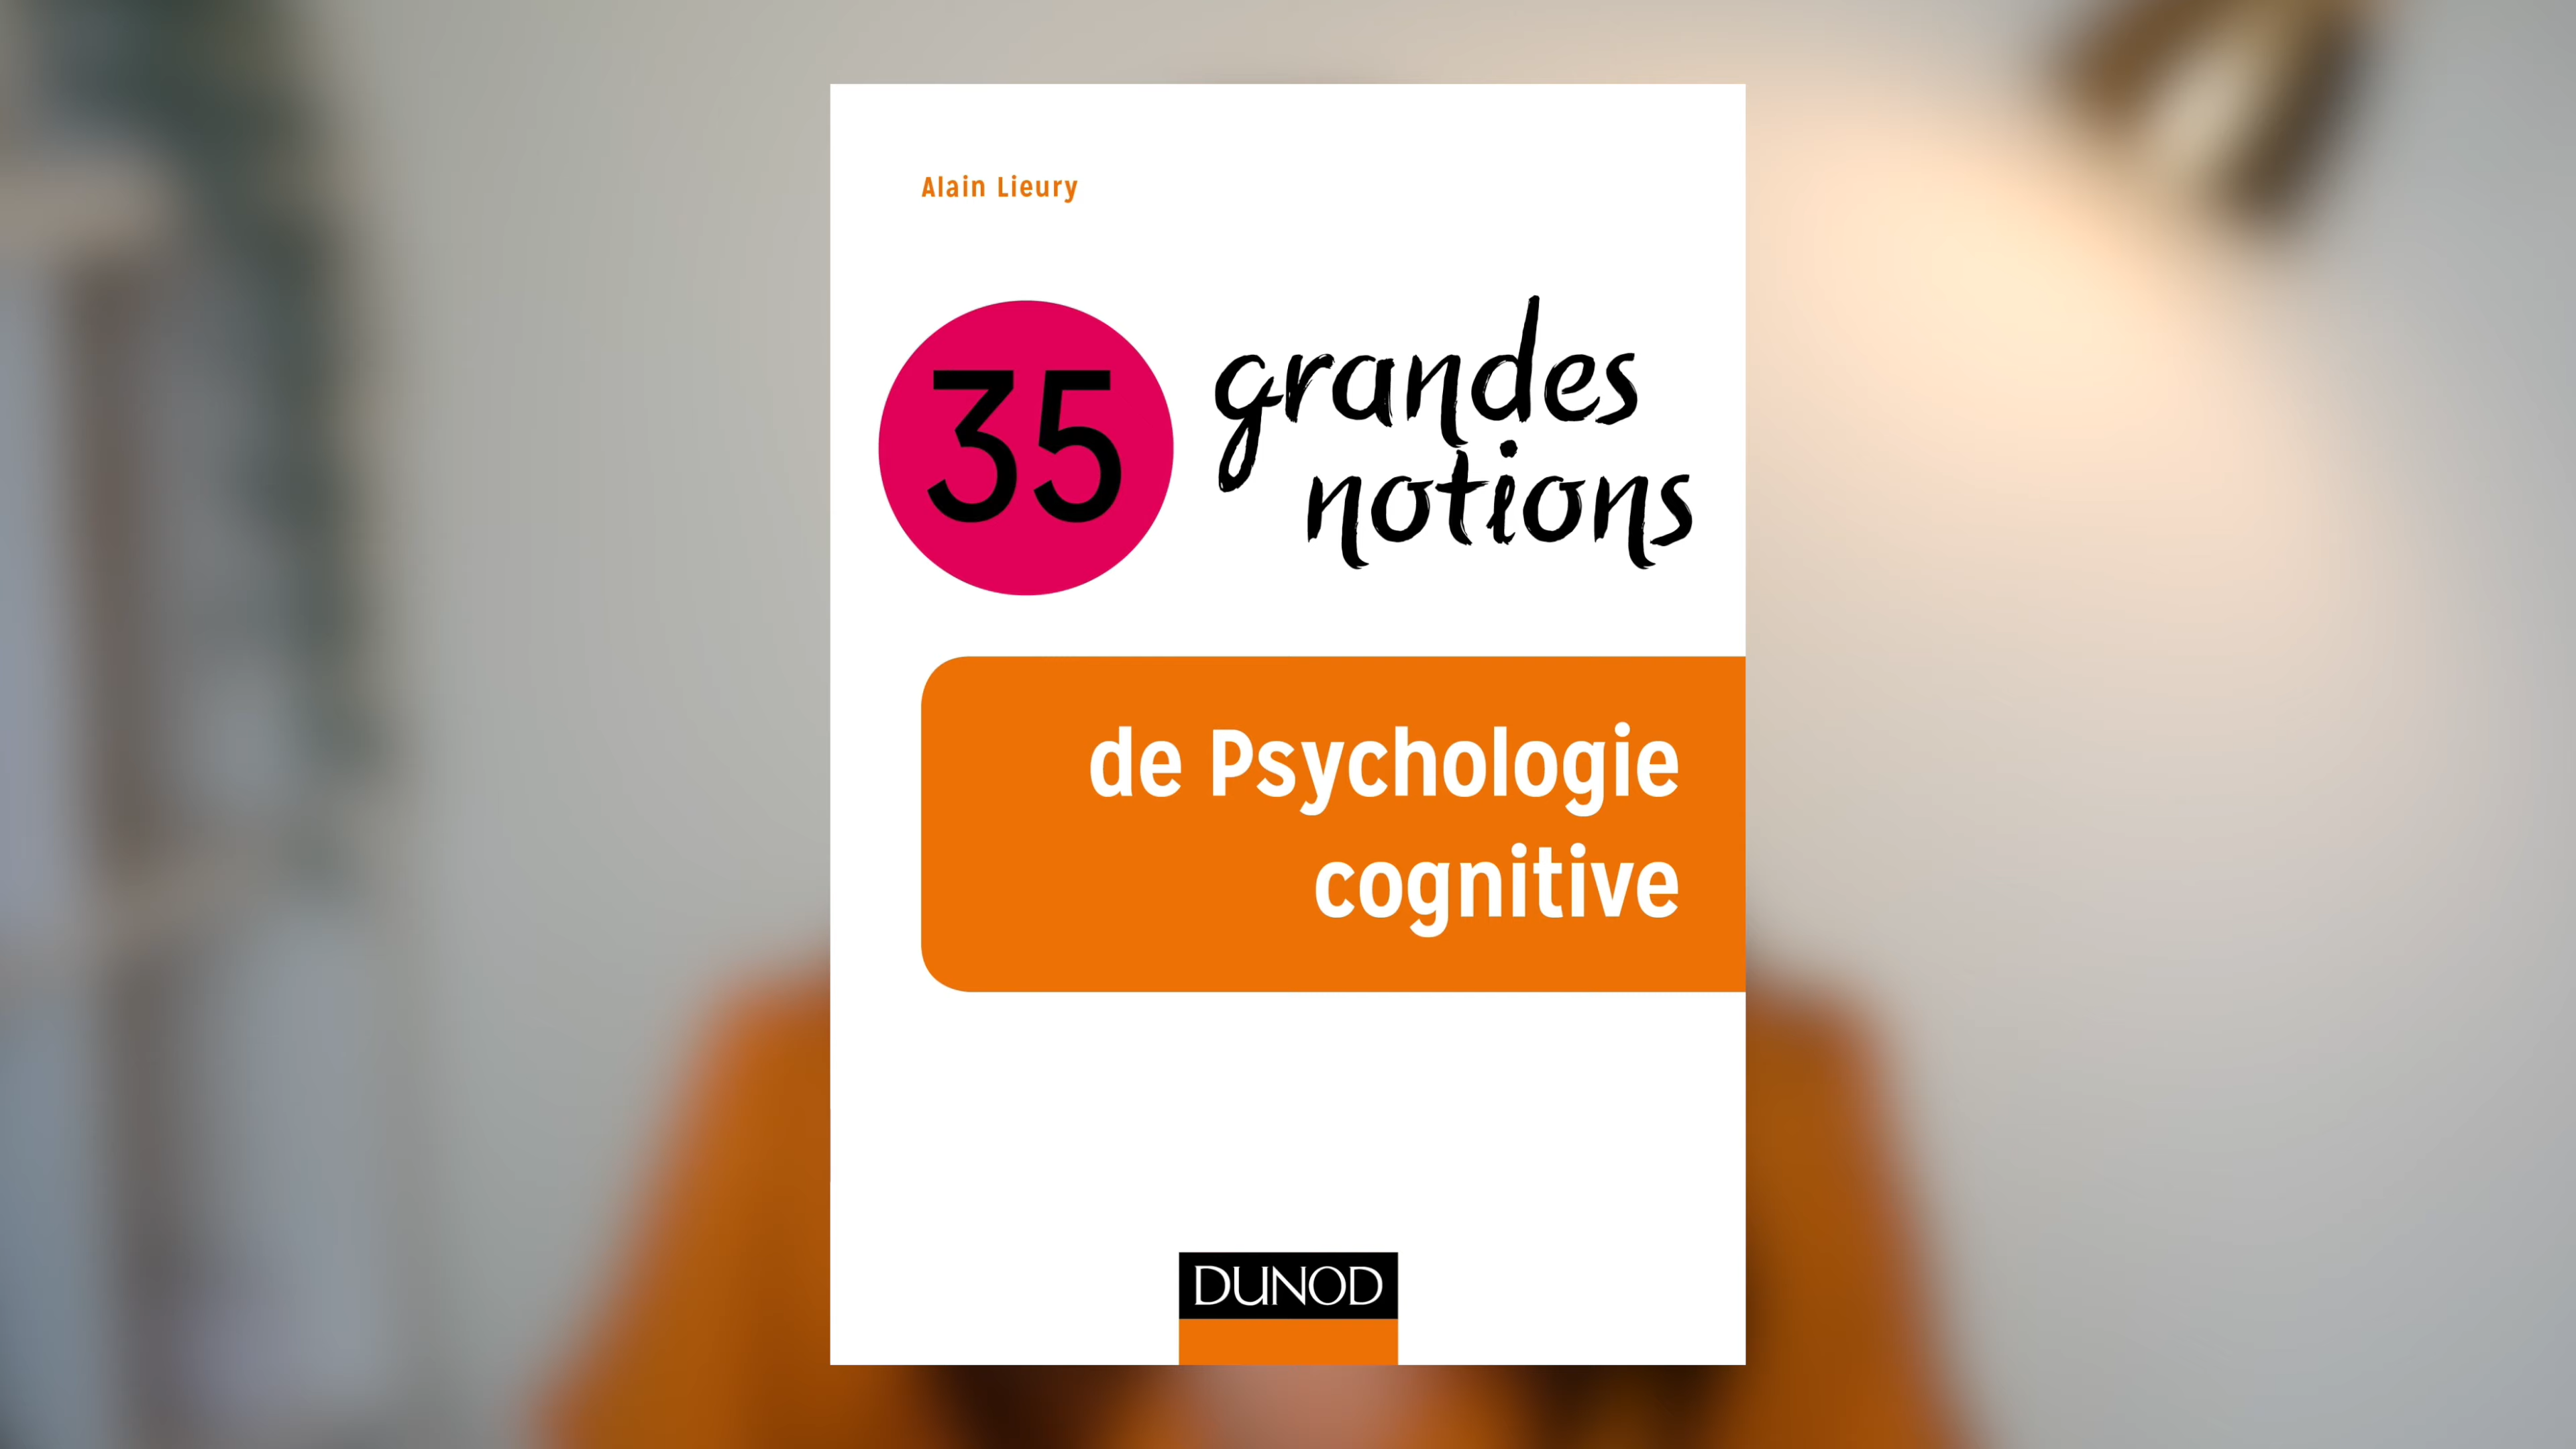 Alain Lieury
35
grandes
notions
de Psychologie
cognitive
DUNOD